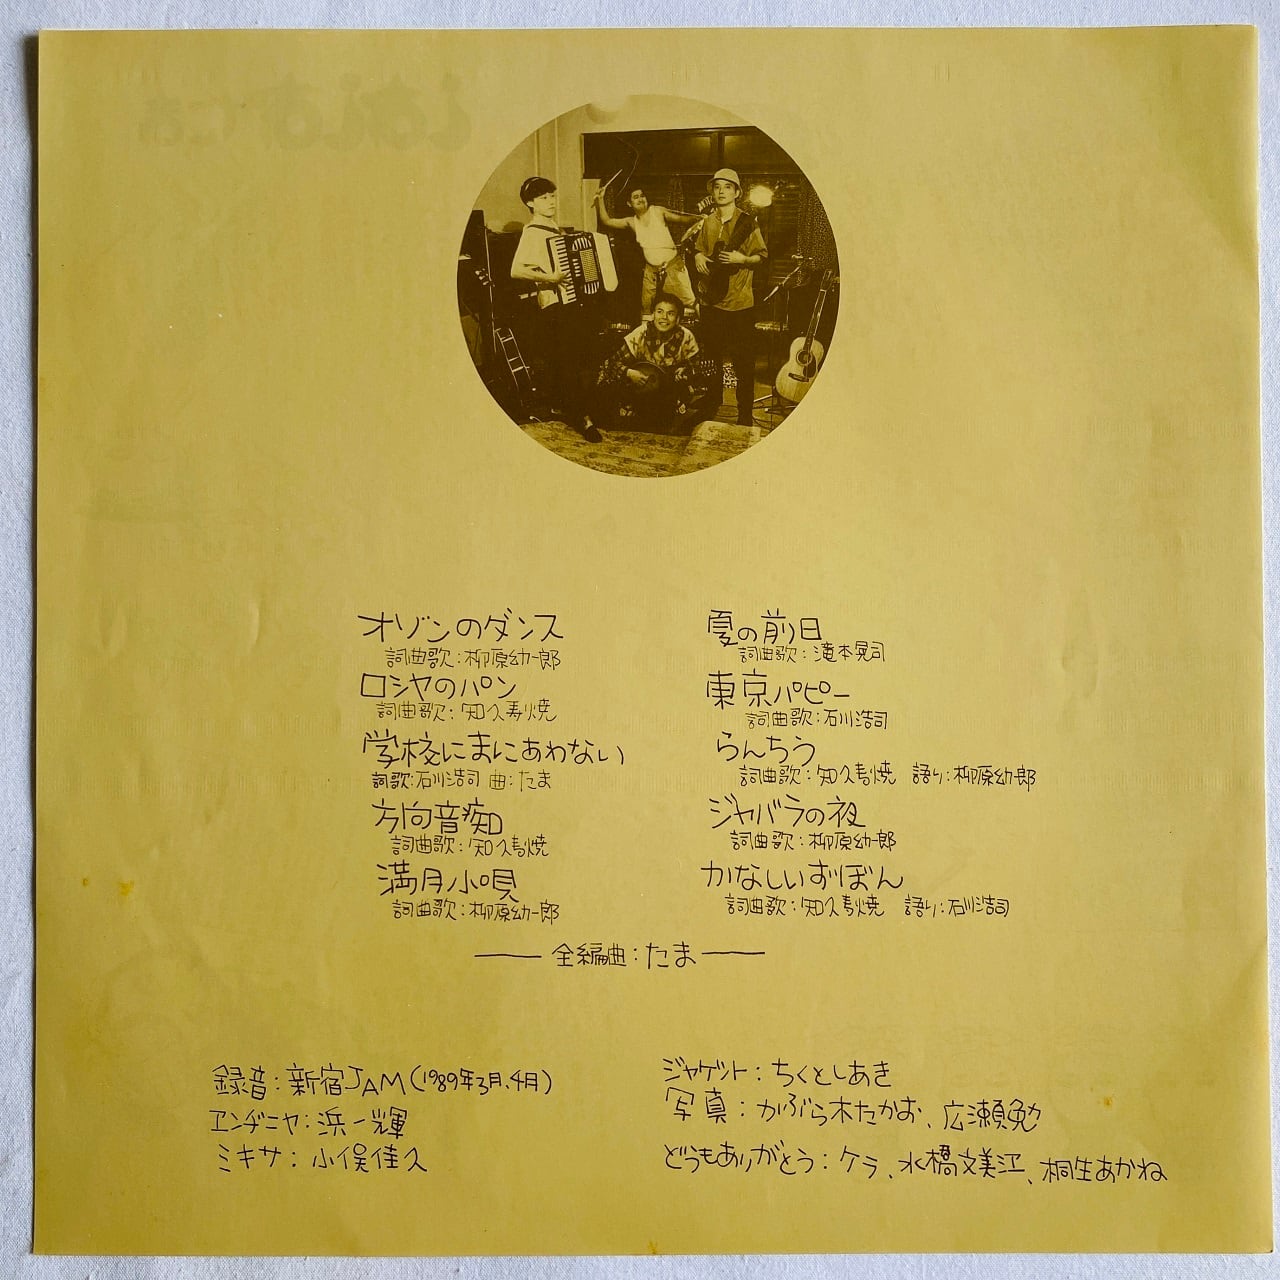 オゾンのダンス
詞曲歌：柳原幼一郎
ロシヤのパン
詞曲歌：知久寿焼
学校にまにあわない
詞歌：石川浩司 曲：たま
方向音痴
詞曲歌：知久寿焼
満月小唄
詞曲歌：柳原幼一郎
夏の前日
詞曲歌：滝本晃司
東京パピー
詞曲歌：石川浩司
らんちう
詞曲歌：知久寿焼 語り：柳原幼一郎
ジャバラの夜
詞曲歌：柳原幼一郎
かなしいずぼん
詞曲歌：知久寿焼 語り：石川浩司
── 全編曲：たま ──
録音：新宿JAM（1989年3月、4月）
エンヂニヤ：浜一輝
ミキサ：小俣佳久
ジャケット：ちくとしあき
写真：かぶら木たかお、広瀬勉
どうもありがとう：ケラ、水橋文美江、桐生あかね